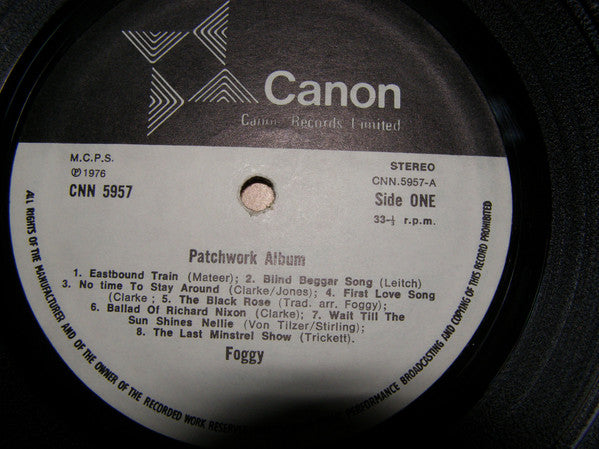 Canon
Canon Records Limited
M.C.P.S.
℗ 1976
CNN 5957
STEREO
CNN.5957-A
Side ONE
33-⅓ r.p.m.
Patchwork Album
1. Eastbound Train (Mateer); 2. Blind Beggar Song (Leitch)
3. No time To Stay Around (Clarke/Jones); 4. First Love Song
(Clarke ; 5. The Black Rose (Trad. arr. Foggy);
6. Ballad Of Richard Nixon (Clarke); 7. Wait Till The
Sun Shines Nellie (Von Tilzer/Stirling);
8. The Last Minstrel Show (Trickett).
Foggy
ALL RIGHTS OF THE MANUFACTURER AND OF THE OWNER OF THE RECORDED WORK RESERVED PERFORMANCE BROADCASTING AND COPYING OF THIS RECORD PROHIBITED